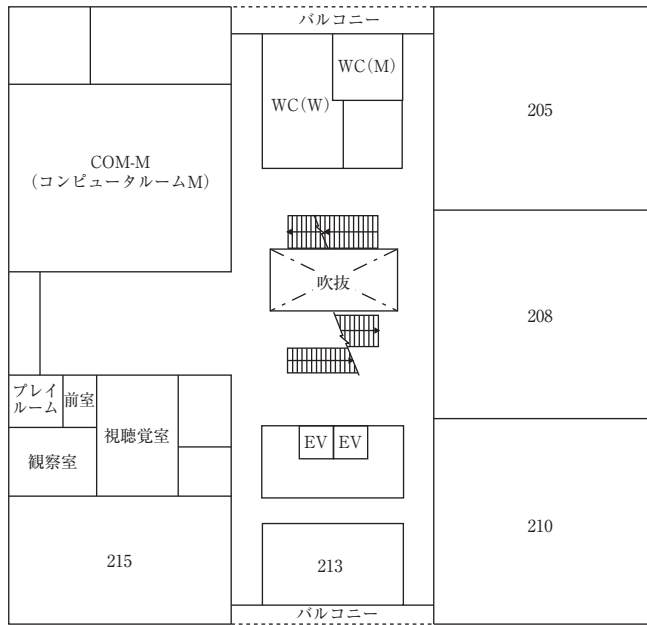 バルコニー
WC(M)
WC(W)
205
COM-M
(コンピュータルームM)
吹抜
208
プレイ
ルーム
前室
視聴覚室
観察室
EV
EV
210
215
213
バルコニー